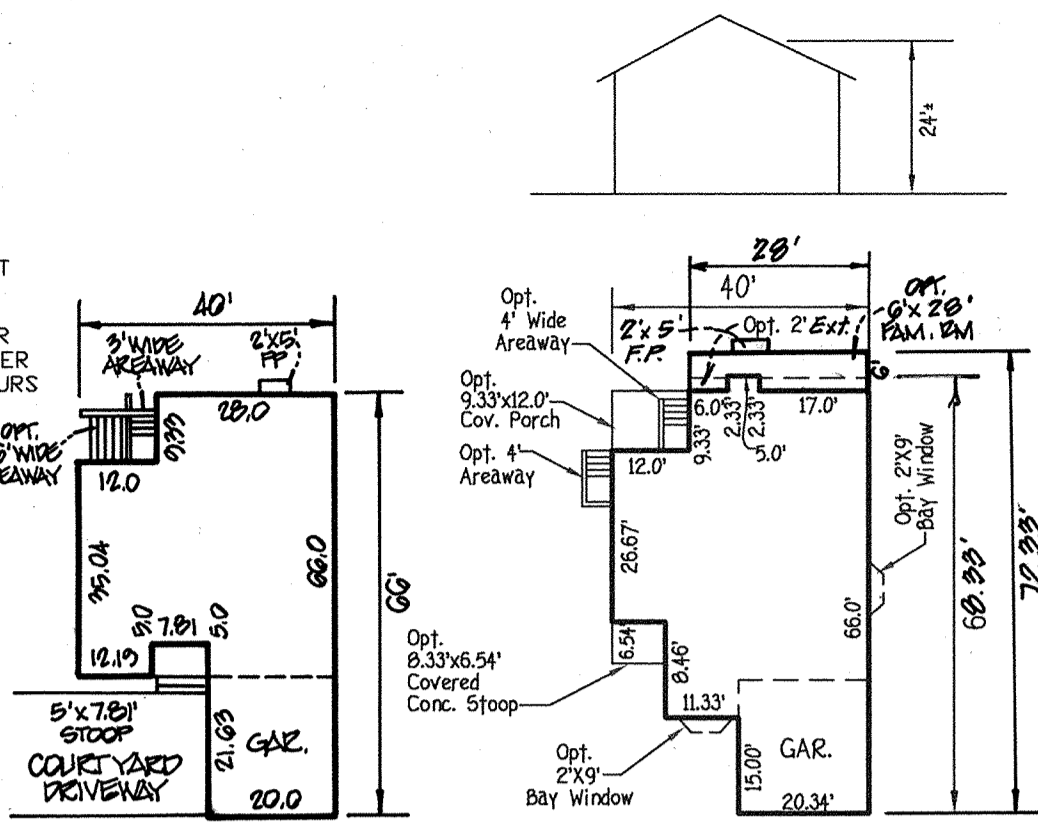 24'±
T
R
ER
URS
40'
3' WIDE
AREAWAY
2'X5'
FP
28.0
9.33
OPT.
5' WIDE
EAWAY
12.0
35.04
66.0
66'
5.0
7.81
5.0
12.19
5'x7.81'
STOOP
COURTYARD
DRIVEWAY
21.63
GAR.
20.0
28'
40'
Opt.
4' Wide
Areaway
2'x5'
F.P.
Opt. 2' Ext.
OPT.
6'x28'
FAM. RM
6'
Opt.
9.33'x12.0'
Cov. Porch
6.0'
2.33'
2.33'
17.0'
5.0'
9.33'
12.0'
Opt. 4'
Areaway
26.67'
Opt. 2'X9'
Bay Window
66.0'
68.33'
72.33'
Opt.
8.33'x6.54'
Covered
Conc. Stoop
6.54'
8.46'
11.33'
Opt.
2'X9'
Bay Window
15.00'
GAR.
20.34'